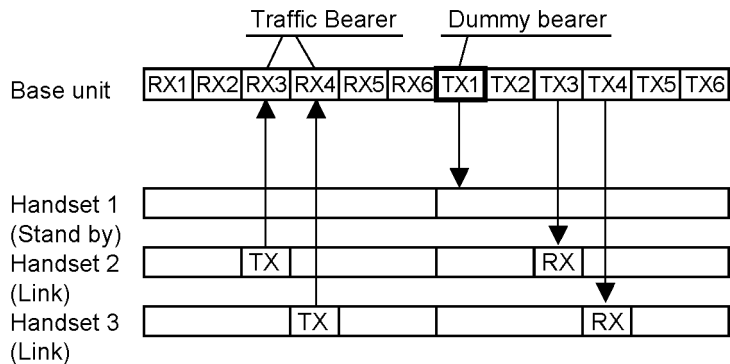 Traffic Bearer Dummy bearer
Base unit RX1 RX2 RX3 RX4 RX5 RX6 TX1 TX2 TX3 TX4 TX5 TX6
Handset 1
(Stand by)
Handset 2 TX RX
(Link)
Handset 3 TX RX
(Link)